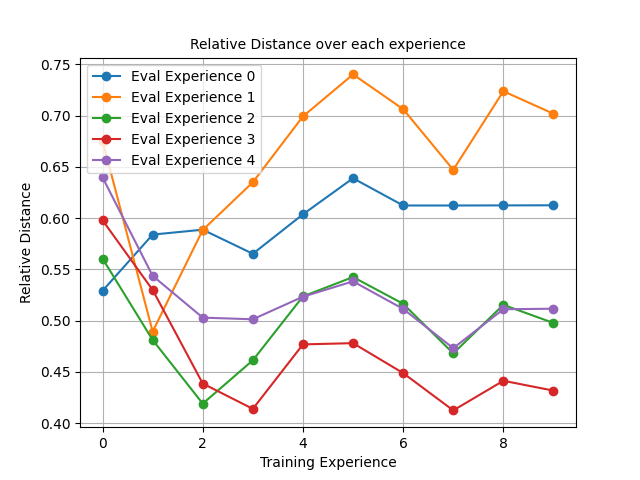 Relative Distance over each experience
0.75
0.70
0.65
0.60
0.55
0.50
0.45
0.40
Relative Distance
Eval Experience 0
Eval Experience 1
Eval Experience 2
Eval Experience 3
Eval Experience 4
0 2 4 6 8
Training Experience